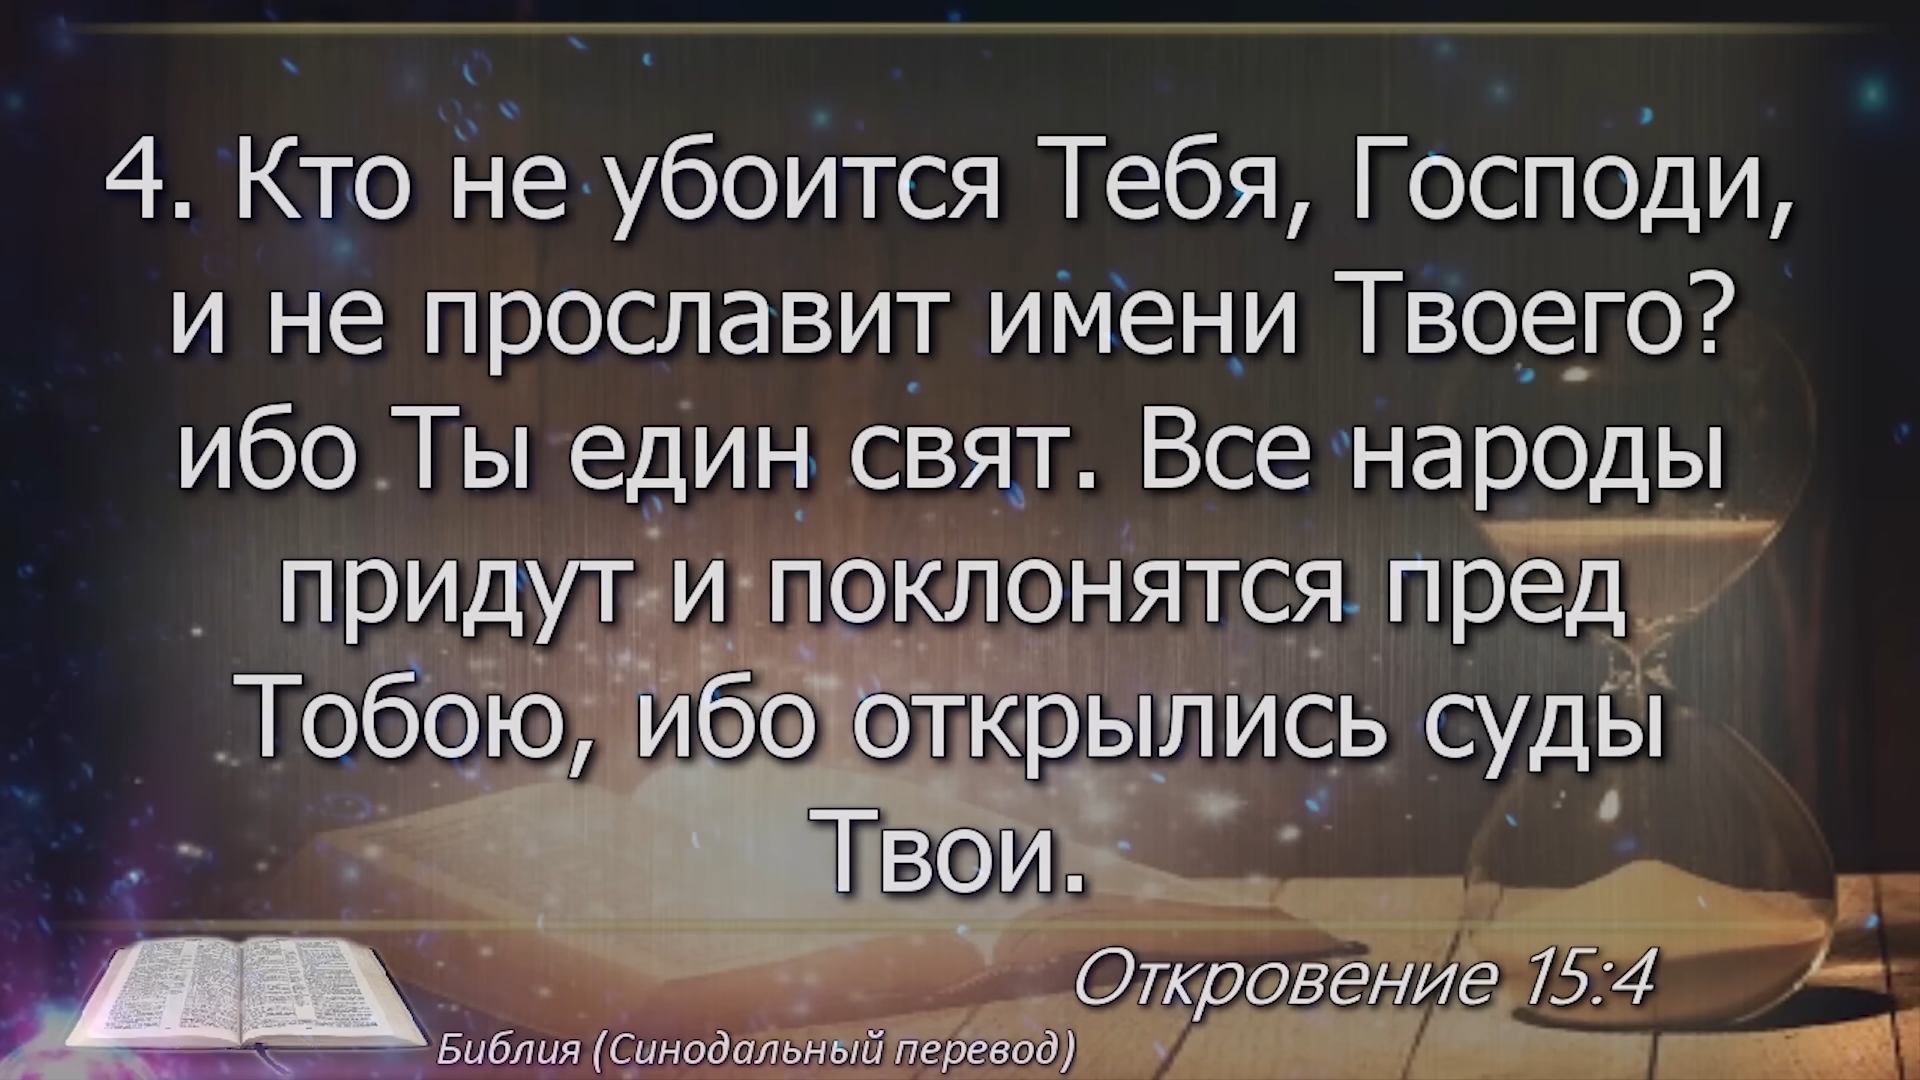 4. Кто не убоится Тебя, Господи,
и не прославит имени Твоего?
ибо Ты един свят. Все народы
придут и поклонятся пред
Тобою, ибо открылись суды
Твои.
Откровение 15:4
Библия (Синодальный перевод)